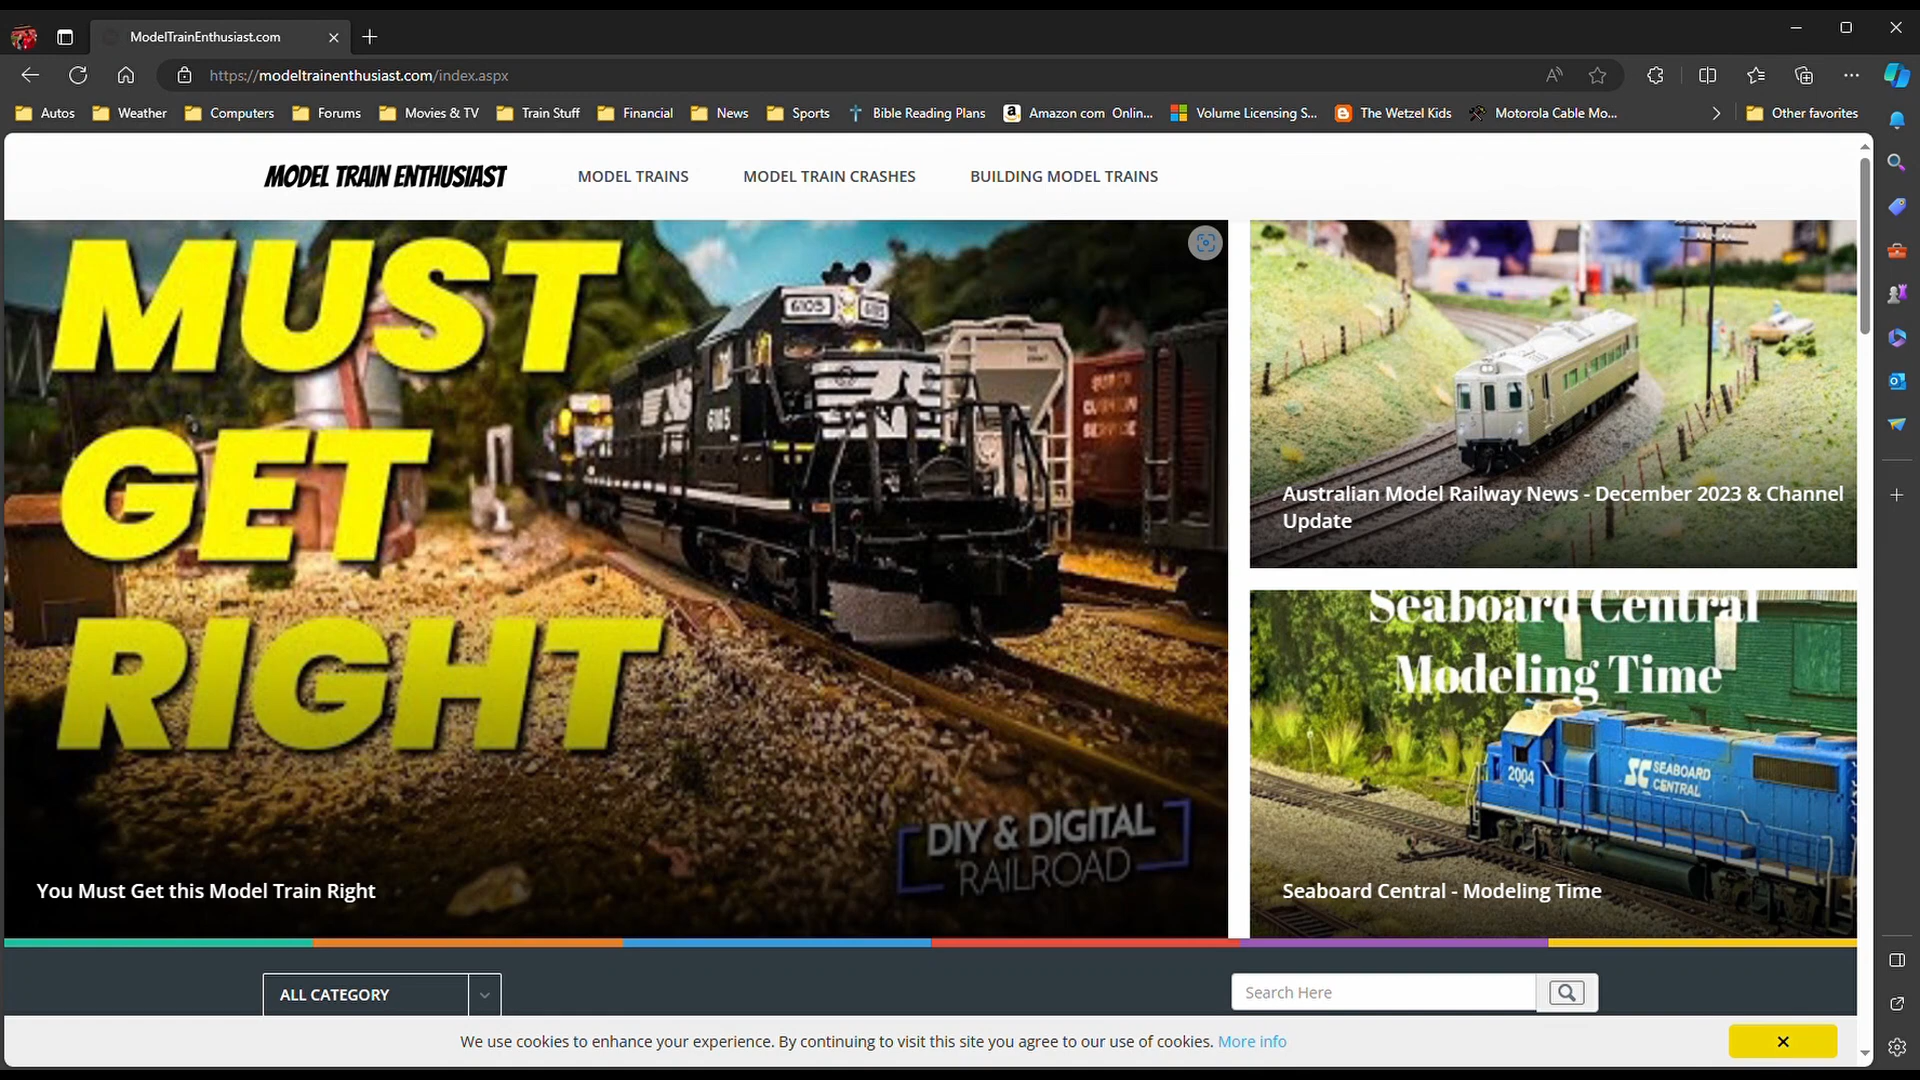 ModelTrainEnthusiast.com
https://modeltrainenthusiast.com/index.aspx
Autos
Weather
Computers
Forums
Movies & TV
Train Stuff
Financial
News
Sports
Bible Reading Plans
Amazon com Onlin...
Volume Licensing S...
The Wetzel Kids
Motorola Cable Mo...
Other favorites
MODEL TRAIN ENTHUSIAST
MODEL TRAINS
MODEL TRAIN CRASHES
BUILDING MODEL TRAINS
MUST
GET
RIGHT
6105
6105
NS
DIY & DIGITAL
RAILROAD
You Must Get this Model Train Right
Australian Model Railway News - December 2023 & Channel
Update
Seaboard Central
Modeling Time
2004
SC SEABOARD
CENTRAL
Seaboard Central - Modeling Time
ALL CATEGORY
Search Here
We use cookies to enhance your experience. By continuing to visit this site you agree to our use of cookies. More info